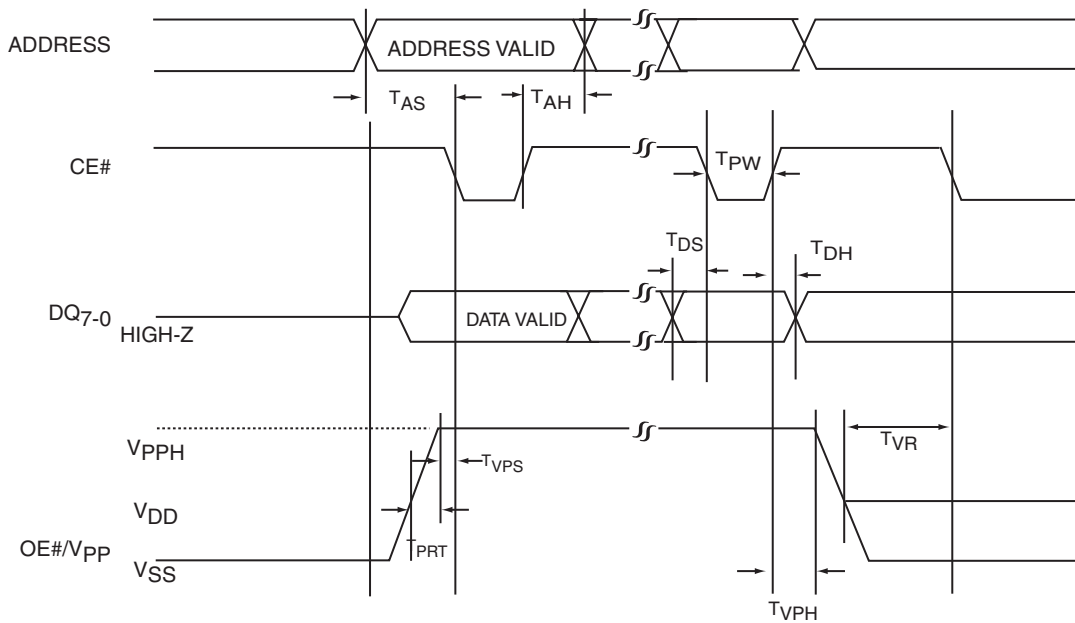 ADDRESS
ADDRESS VALID
TAS
TAH
CE#
TPW
TDS
TDH
DQ7-0
HIGH-Z
DATA VALID
VPPH
TVPS
TVR
VDD
OE#/VPP
TPRT
VSS
TVPH